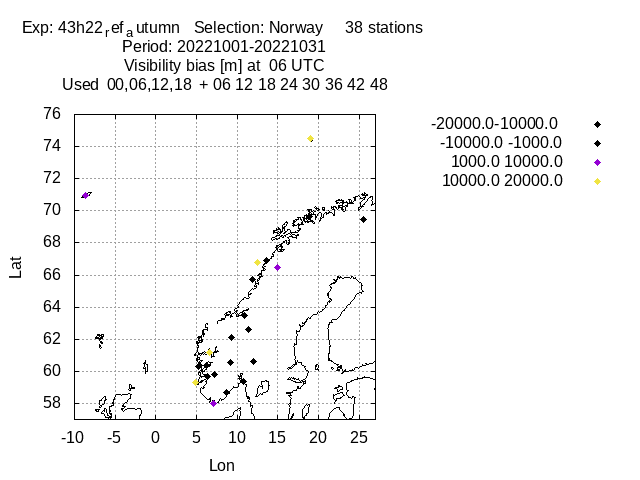 Exp: 43h22refautumn Selection: Norway 38 stations
Period: 20221001-20221031
Visibility bias [m] at 06 UTC
Used 00,06,12,18 + 06 12 18 24 30 36 42 48
-20000.0-10000.0
-10000.0 -1000.0
1000.0 10000.0
10000.0 20000.0
76
74
72
70
68
66
64
62
60
58
Lat
-10 -5 0 5 10 15 20 25
Lon